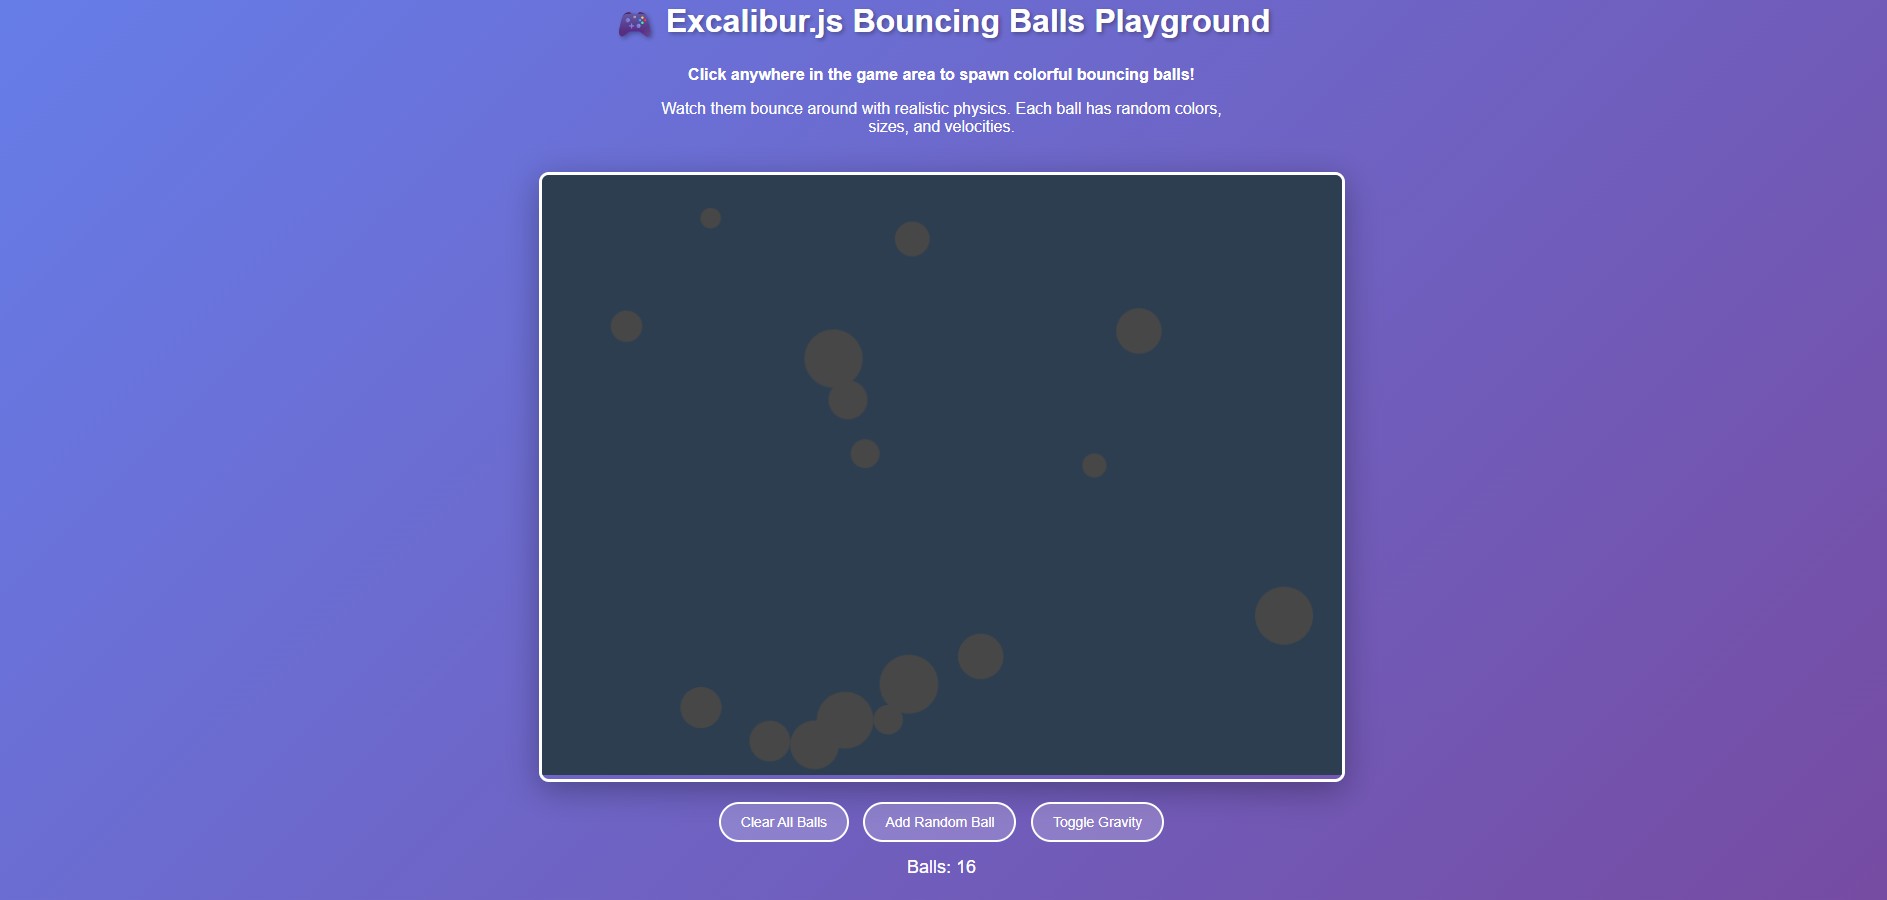 Excalibur.js Bouncing Balls Playground
Click anywhere in the game area to spawn colorful bouncing balls!
Watch them bounce around with realistic physics. Each ball has random colors,
sizes, and velocities.
Clear All Balls
Add Random Ball
Toggle Gravity
Balls: 16